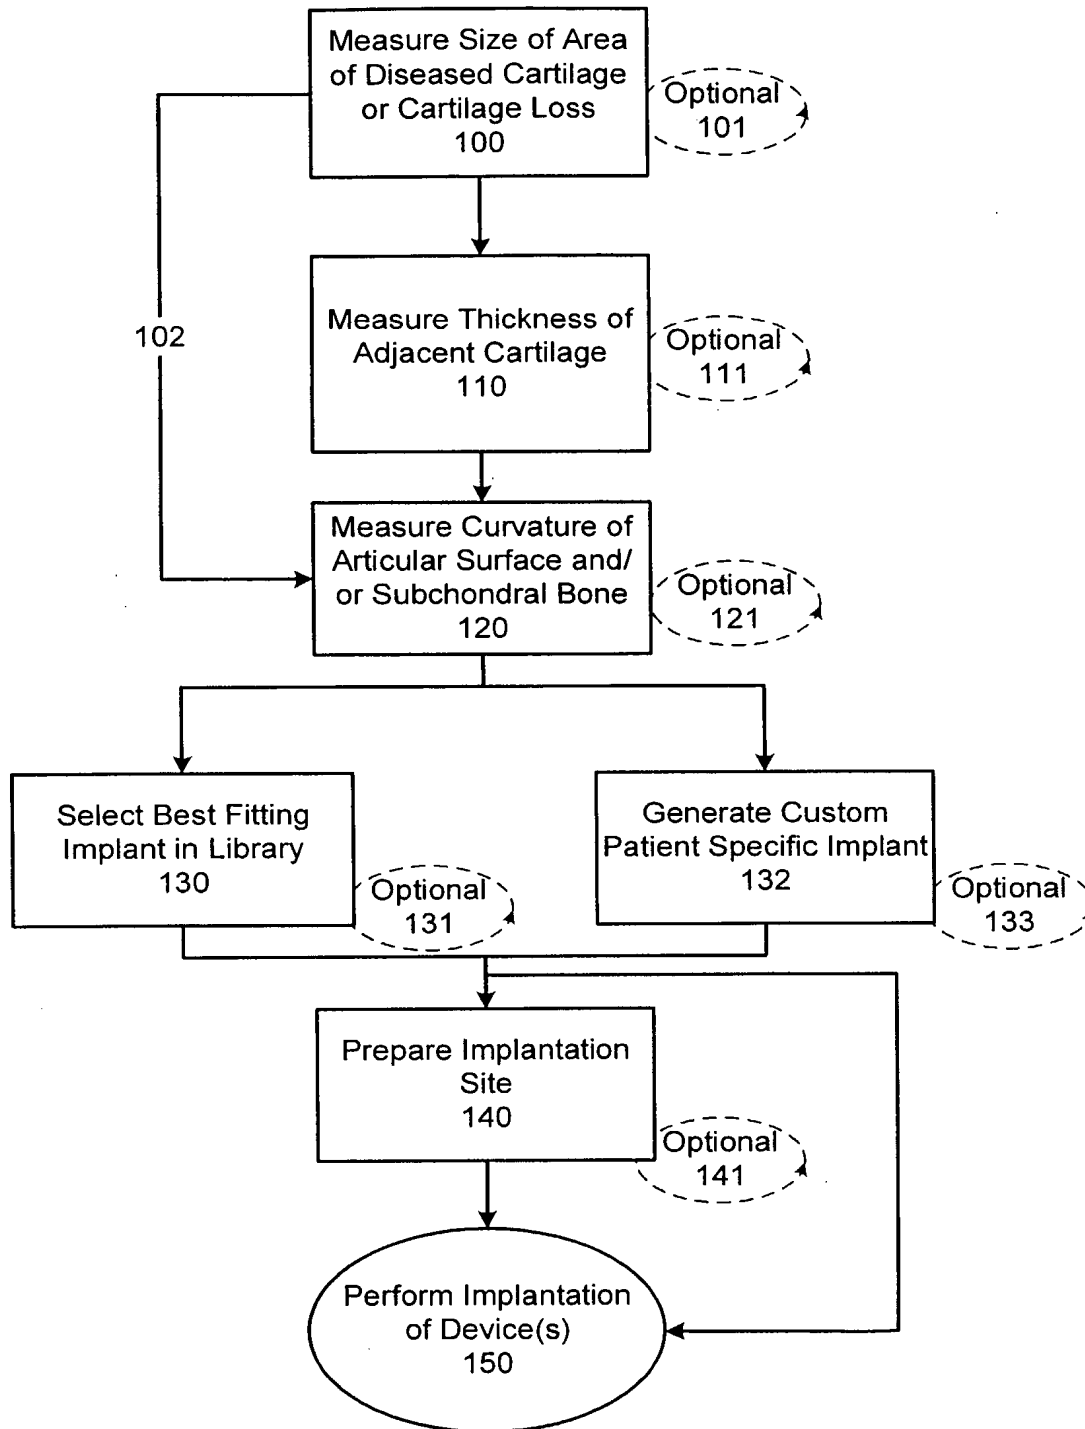 Measure Size of Area
of Diseased Cartilage
or Cartilage Loss
100
Optional
101
102
Measure Thickness of
Adjacent Cartilage
110
Optional
111
Measure Curvature of
Articular Surface and/
or Subchondral Bone
120
Optional
121
Select Best Fitting
Implant in Library
130
Optional
131
Generate Custom
Patient Specific Implant
132
Optional
133
Prepare Implantation
Site
140
Optional
141
Perform Implantation
of Device(s)
150